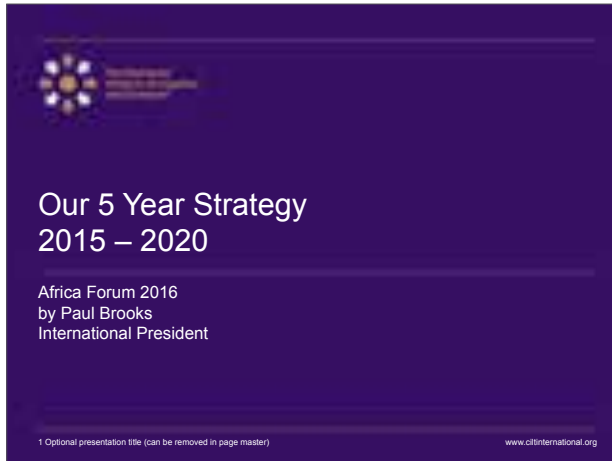 Our 5 Year Strategy
2015 – 2020
Africa Forum 2016
by Paul Brooks
International President
1 Optional presentation title (can be removed in page master)
www.ciltinternational.org